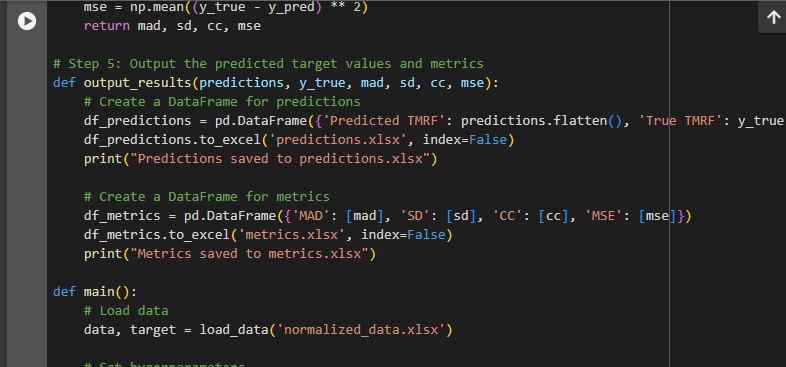 mse = np.mean((y_true - y_pred) ** 2)
return mad, sd, cc, mse
# Step 5: Output the predicted target values and metrics
def output_results(predictions, y_true, mad, sd, cc, mse):
# Create a DataFrame for predictions
df_predictions = pd.DataFrame({'Predicted TMRF': predictions.flatten(), 'True TMRF': y_true
df_predictions.to_excel('predictions.xlsx', index=False)
print("Predictions saved to predictions.xlsx")
# Create a DataFrame for metrics
df_metrics = pd.DataFrame({'MAD': [mad], 'SD': [sd], 'CC': [cc], 'MSE': [mse]})
df_metrics.to_excel('metrics.xlsx', index=False)
print("Metrics saved to metrics.xlsx")
def main():
# Load data
data, target = load_data('normalized_data.xlsx')
# Set hyperparameters